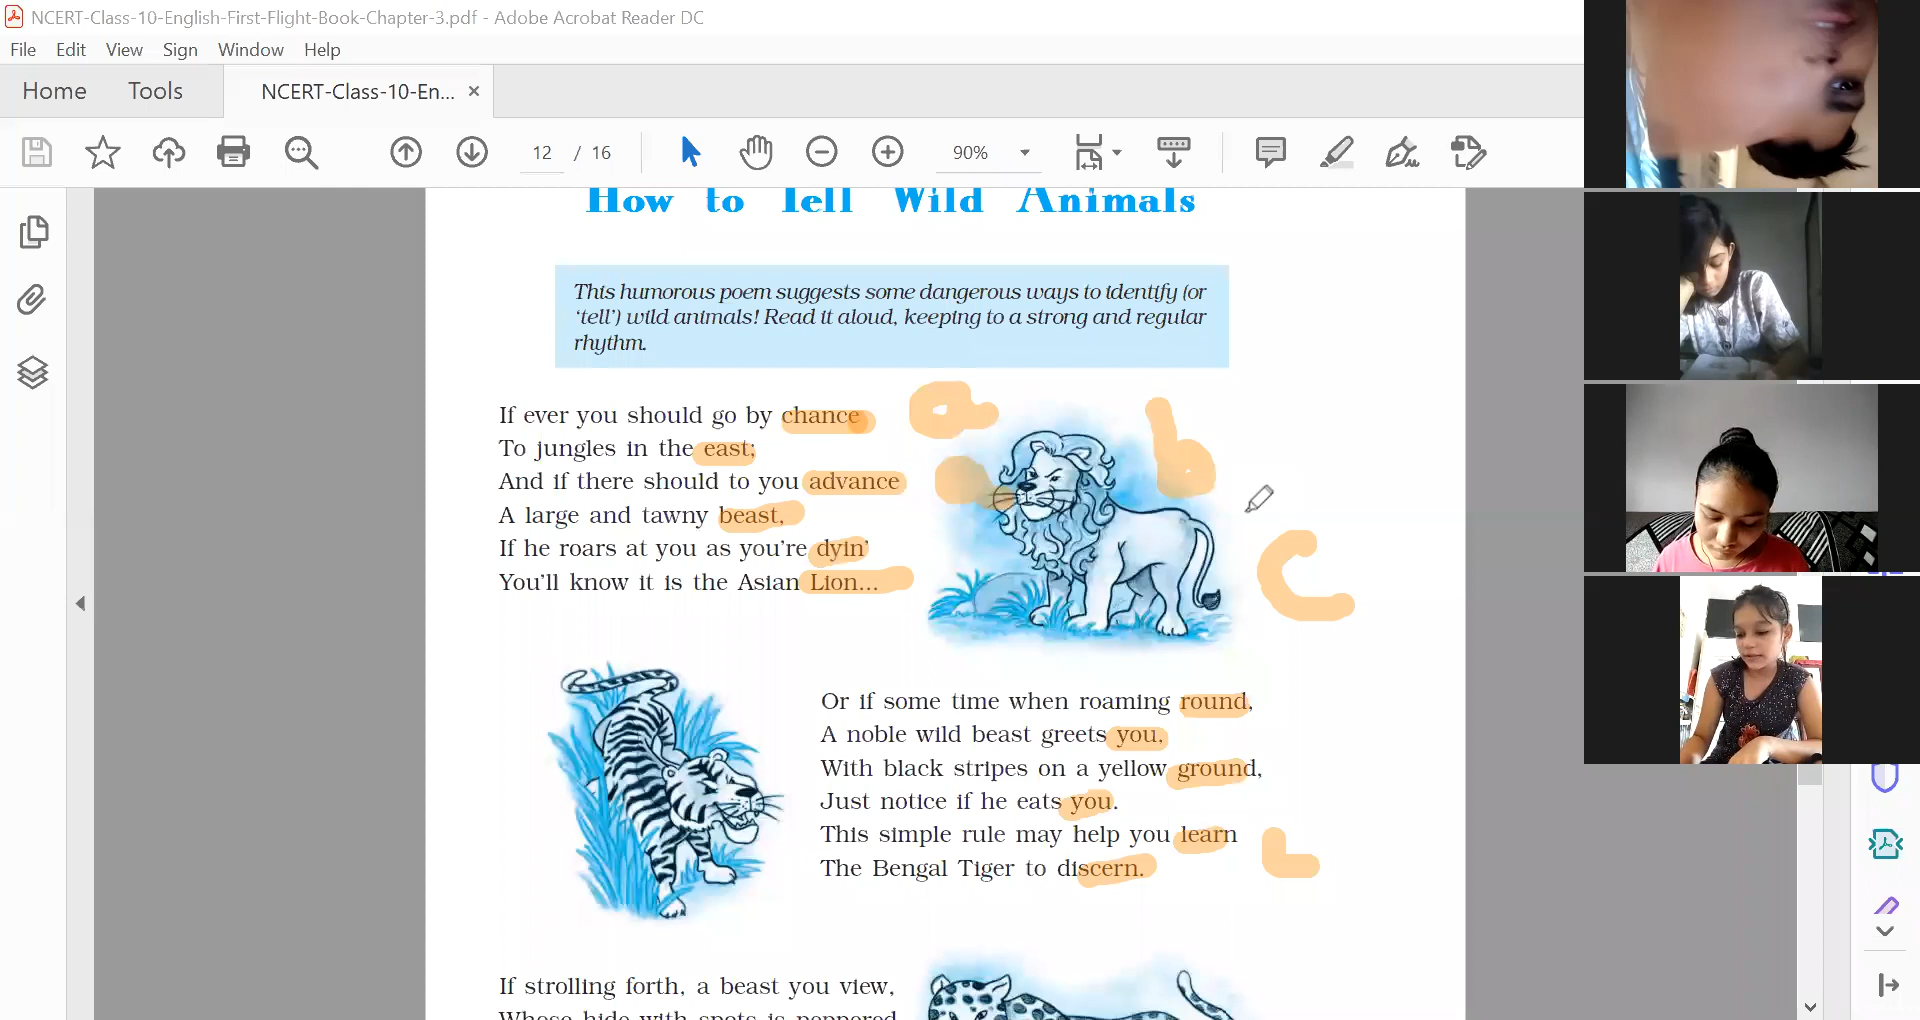 NCERT-Class-10-English-First-Flight-Book-Chapter-3.pdf - Adobe Acrobat Reader DC
File Edit View Sign Window Help
Home Tools NCERT-Class-10-En... ×
12 / 16 90%
How to Tell Wild Animals
This humorous poem suggests some dangerous ways to identify (or
‘tell’) wild animals! Read it aloud, keeping to a strong and regular
rhythm.
If ever you should go by chance
To jungles in the east;
And if there should to you advance
A large and tawny beast,
If he roars at you as you’re dyin’
You’ll know it is the Asian Lion...
a
b
c
Or if some time when roaming round,
A noble wild beast greets you,
With black stripes on a yellow ground,
Just notice if he eats you.
This simple rule may help you learn
The Bengal Tiger to discern.
If strolling forth, a beast you view,
Whose hide with spots is peppered